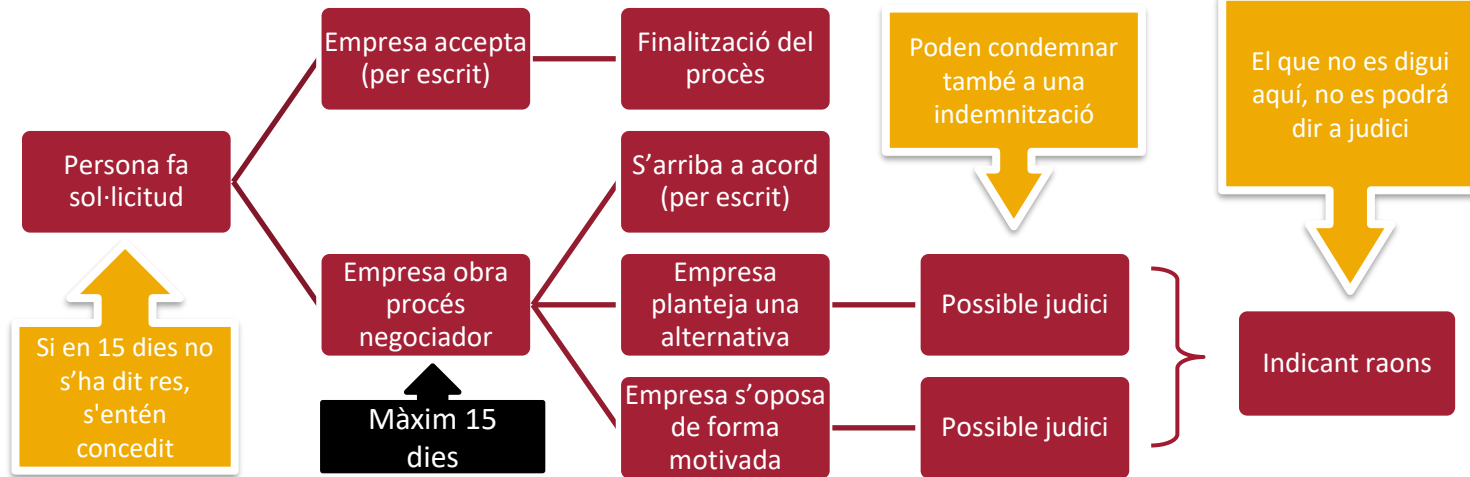 Persona fa
sol·licitud
Si en 15 dies no
s’ha dit res,
s'entén
concedit
Empresa accepta
(per escrit)
Empresa obra
procés
negociador
Màxim 15
dies
Finalització del
procès
S’arriba a acord
(per escrit)
Empresa
planteja una
alternativa
Empresa s’oposa
de forma
motivada
Poden condemnar
també a una
indemnització
Possible judici
Possible judici
El que no es digui
aquí, no es podrá
dir a judici
Indicant raons